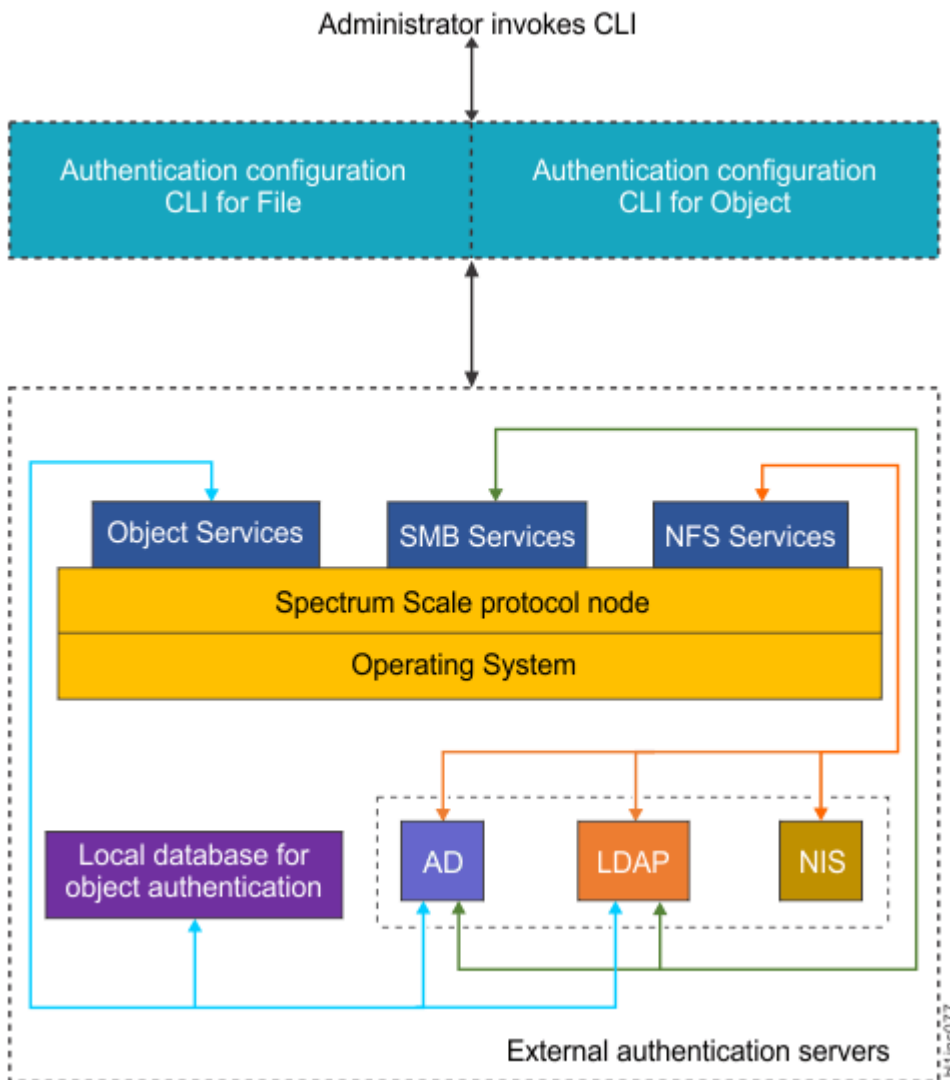 Administrator invokes CLI
Authentication configuration
CLI for File
Authentication configuration
CLI for Object
Object Services
SMB Services
NFS Services
Spectrum Scale protocol node
Operating System
Local database for
object authentication
AD
LDAP
NIS
External authentication servers